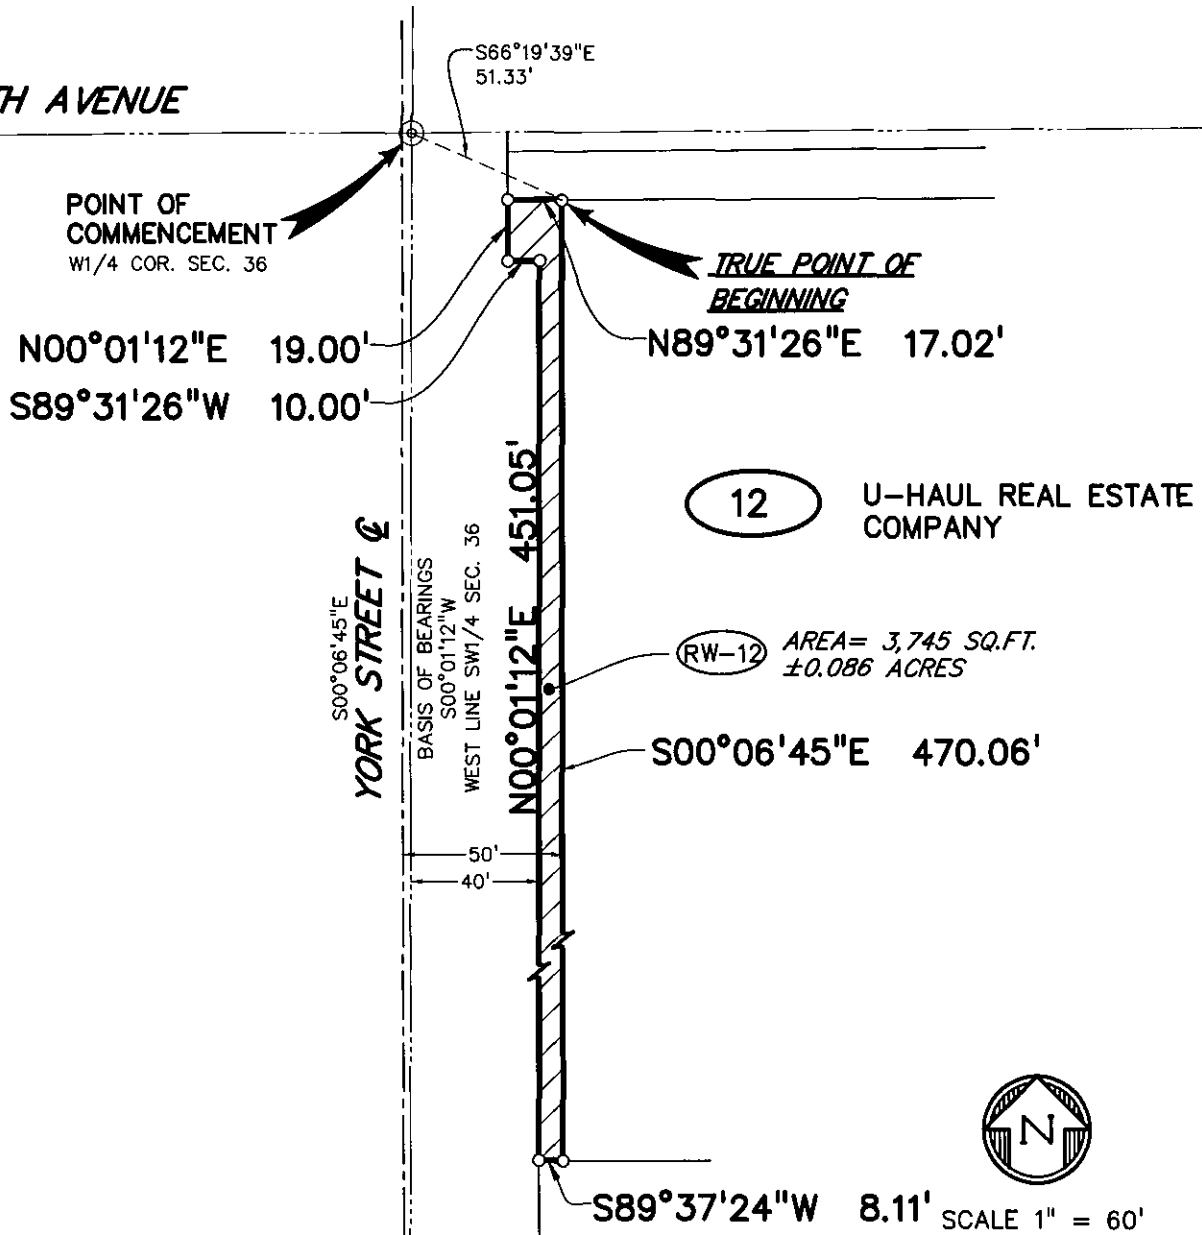 S66°19'39"E
51.33'
TH AVENUE
POINT OF
COMMENCEMENT
W1/4 COR. SEC. 36
TRUE POINT OF
BEGINNING
N00°01'12"E 19.00'
N89°31'26"E 17.02'
S89°31'26"W 10.00'
12
U-HAUL REAL ESTATE
COMPANY
S00°06'45"E
YORK STREET ℄
BASIS OF BEARINGS
S00°01'12"W
WEST LINE SW1/4 SEC. 36
N00°01'12"E 451.05'
RW-12
AREA= 3,745 SQ.FT.
±0.086 ACRES
S00°06'45"E 470.06'
50'
40'
N
S89°37'24"W 8.11'
SCALE 1" = 60'